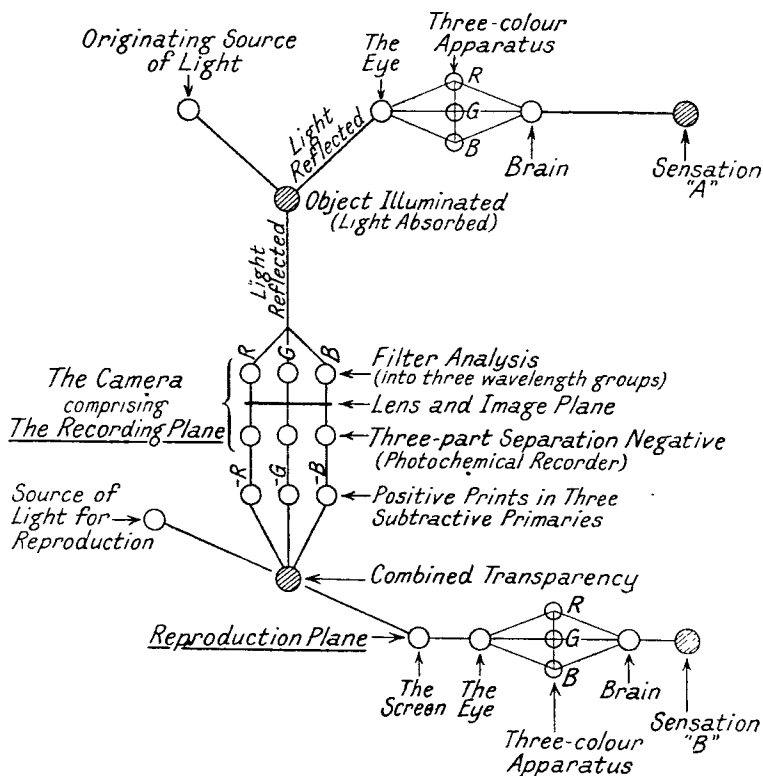 Originating Source
of Light
The
Eye
Three-colour
Apparatus
R
G
B
Light
Reflected
Brain
Sensation
"A"
Object Illuminated
(Light Absorbed)
Light
Reflected
R
G
B
The Camera
comprising
The Recording Plane
Filter Analysis
(into three wavelength groups)
Lens and Image Plane
Three-part Separation Negative
(Photochemical Recorder)
-R
-G
-B
Positive Prints in Three
Subtractive Primaries
Source of
Light for
Reproduction
Combined Transparency
Reproduction Plane
R
G
B
The
Screen
The
Eye
Three-colour
Apparatus
Brain
Sensation
"B"